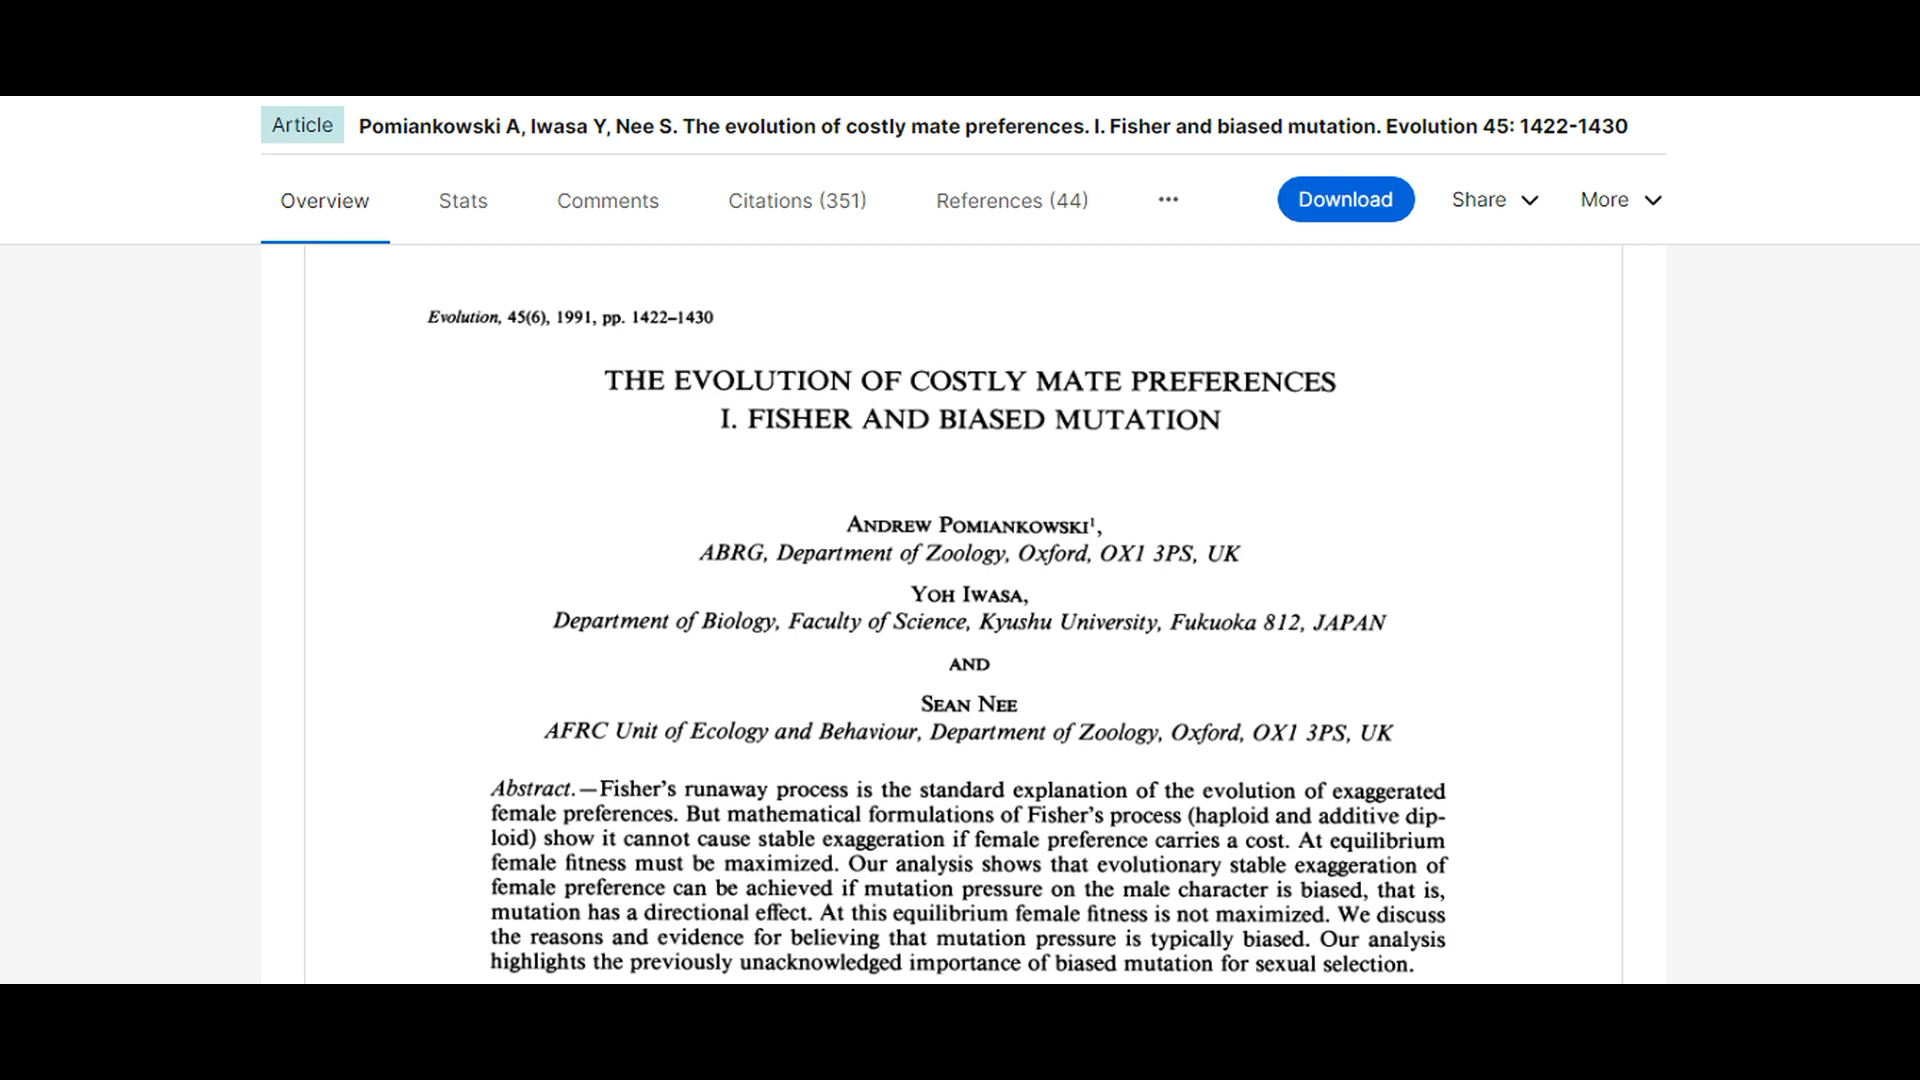 Article Pomiankowski A, Iwasa Y, Nee S. The evolution of costly mate preferences. I. Fisher and biased mutation. Evolution 45: 1422-1430
Overview Stats Comments Citations (351) References (44) ••• Download Share More
Evolution, 45(6), 1991, pp. 1422–1430
THE EVOLUTION OF COSTLY MATE PREFERENCES
I. FISHER AND BIASED MUTATION
ANDREW POMIANKOWSKI¹,
ABRG, Department of Zoology, Oxford, OX1 3PS, UK
YOH IWASA,
Department of Biology, Faculty of Science, Kyushu University, Fukuoka 812, JAPAN
AND
SEAN NEE
AFRC Unit of Ecology and Behaviour, Department of Zoology, Oxford, OX1 3PS, UK
Abstract.—Fisher's runaway process is the standard explanation of the evolution of exaggerated
female preferences. But mathematical formulations of Fisher's process (haploid and additive dip-
loid) show it cannot cause stable exaggeration if female preference carries a cost. At equilibrium
female fitness must be maximized. Our analysis shows that evolutionary stable exaggeration of
female preference can be achieved if mutation pressure on the male character is biased, that is,
mutation has a directional effect. At this equilibrium female fitness is not maximized. We discuss
the reasons and evidence for believing that mutation pressure is typically biased. Our analysis
highlights the previously unacknowledged importance of biased mutation for sexual selection.